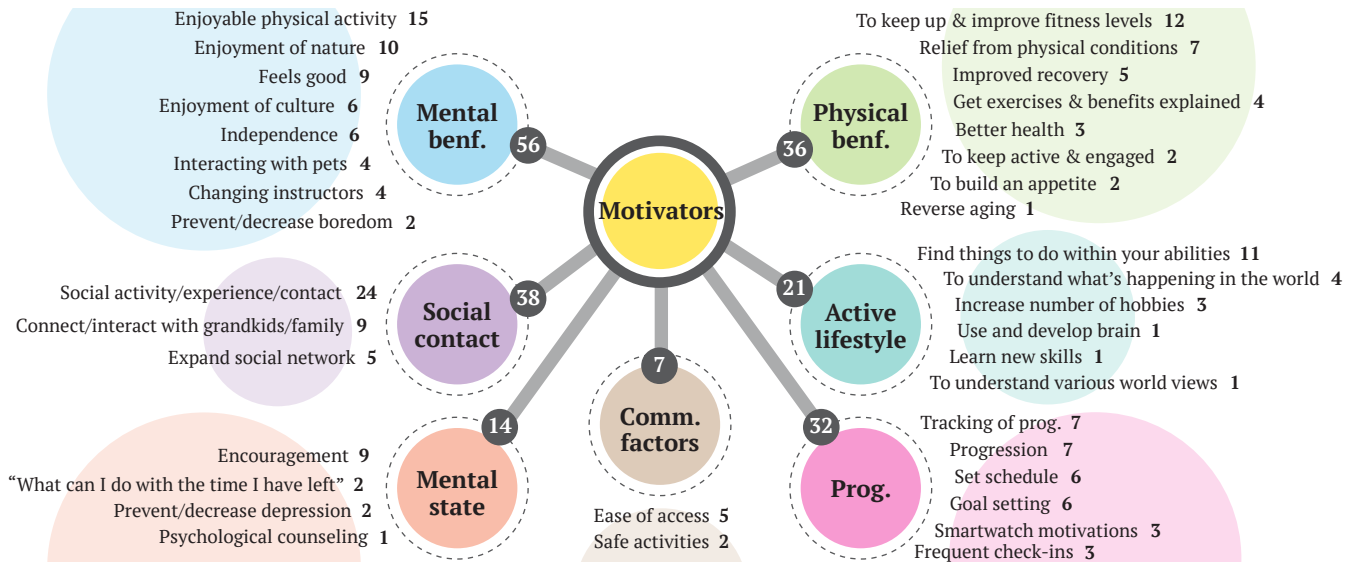 Enjoyable physical activity 15
Enjoyment of nature 10
Feels good 9
Enjoyment of culture 6
Independence 6
Interacting with pets 4
Changing instructors 4
Prevent/decrease boredom 2
Mental
benf.
56
Social activity/experience/contact 24
Connect/interact with grandkids/family 9
Expand social network 5
Social
contact
38
Encouragement 9
“What can I do with the time I have left” 2
Prevent/decrease depression 2
Psychological counseling 1
Mental
state
14
Motivators
7
Comm.
factors
Ease of access 5
Safe activities 2
36
Physical
benf.
To keep up & improve fitness levels 12
Relief from physical conditions 7
Improved recovery 5
Get exercises & benefits explained 4
Better health 3
To keep active & engaged 2
To build an appetite 2
Reverse aging 1
21
Active
lifestyle
Find things to do within your abilities 11
To understand what’s happening in the world 4
Increase number of hobbies 3
Use and develop brain 1
Learn new skills 1
To understand various world views 1
32
Prog.
Tracking of prog. 7
Progression 7
Set schedule 6
Goal setting 6
Smartwatch motivations 3
Frequent check-ins 3